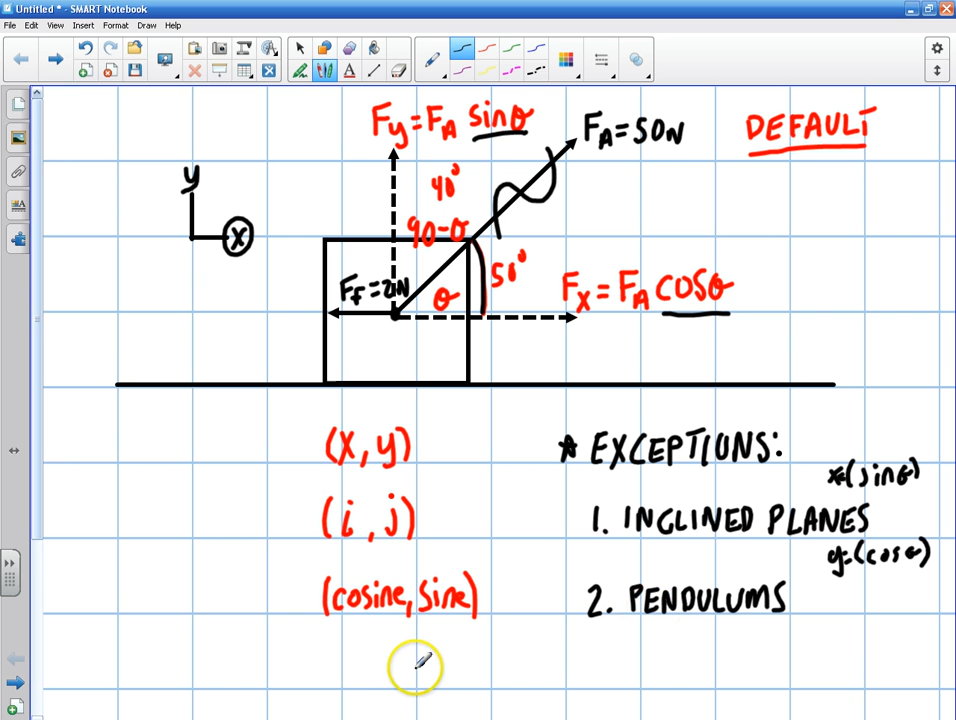 Untitled * - SMART Notebook
File Edit View Insert Format Draw Help
Fy = FA sinθ
FA = 50N
DEFAULT
y
40°
x
90-θ
50°
Ff = 20N
θ
Fx = FA cosθ
(x, y)
* EXCEPTIONS:
x=(sinθ)
(i, j)
1. INCLINED PLANES
y=(cosθ)
(cosine, sine)
2. PENDULUMS